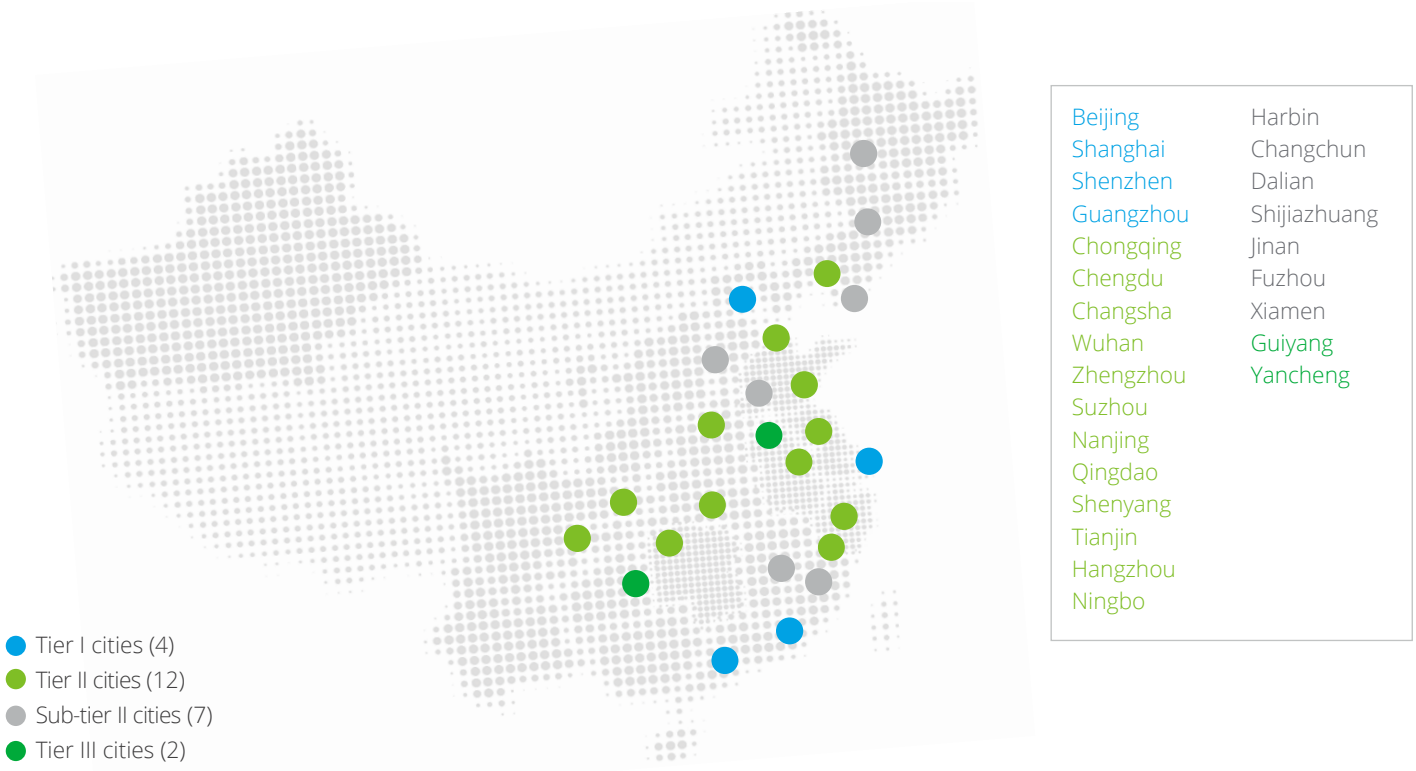 Beijing
Shanghai
Shenzhen
Guangzhou
Chongqing
Chengdu
Changsha
Wuhan
Zhengzhou
Suzhou
Nanjing
Qingdao
Shenyang
Tianjin
Hangzhou
Ningbo
Harbin
Changchun
Dalian
Shijiazhuang
Jinan
Fuzhou
Xiamen
Guiyang
Yancheng
Tier I cities (4)
Tier II cities (12)
Sub-tier II cities (7)
Tier III cities (2)